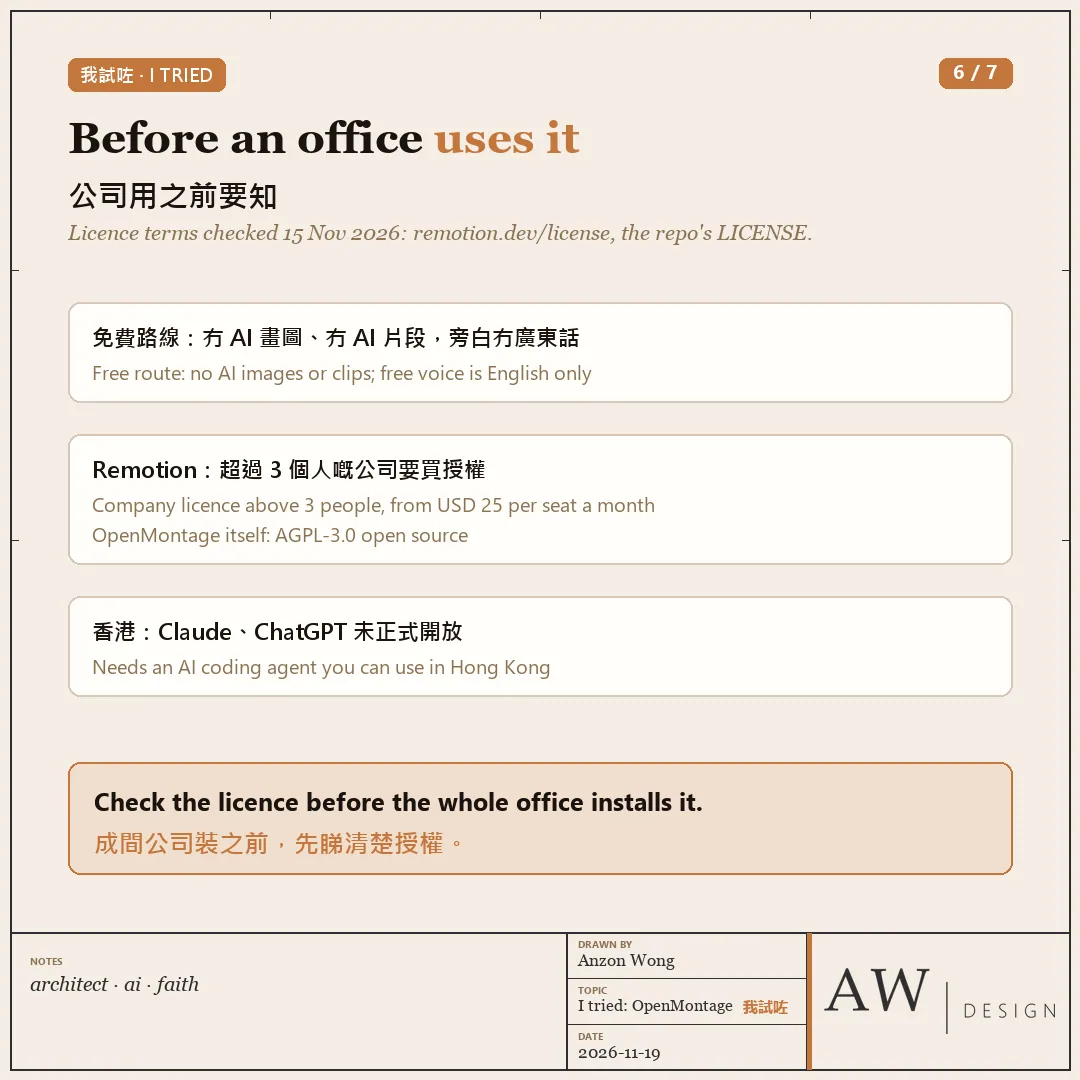 我試咗 · I TRIED
6 / 7
Before an office uses it
公司用之前要知
Licence terms checked 15 Nov 2026: remotion.dev/license, the repo's LICENSE.
免費路線：冇 AI 畫圖、冇 AI 片段，旁白冇廣東話
Free route: no AI images or clips; free voice is English only
Remotion：超過 3 個人嘅公司要買授權
Company licence above 3 people, from USD 25 per seat a month
OpenMontage itself: AGPL-3.0 open source
香港：Claude、ChatGPT 未正式開放
Needs an AI coding agent you can use in Hong Kong
Check the licence before the whole office installs it.
成間公司裝之前，先睇清楚授權。
NOTES
architect · ai · faith
DRAWN BY
Anzon Wong
TOPIC
I tried: OpenMontage 我試咗
DATE
2026-11-19
AW DESIGN